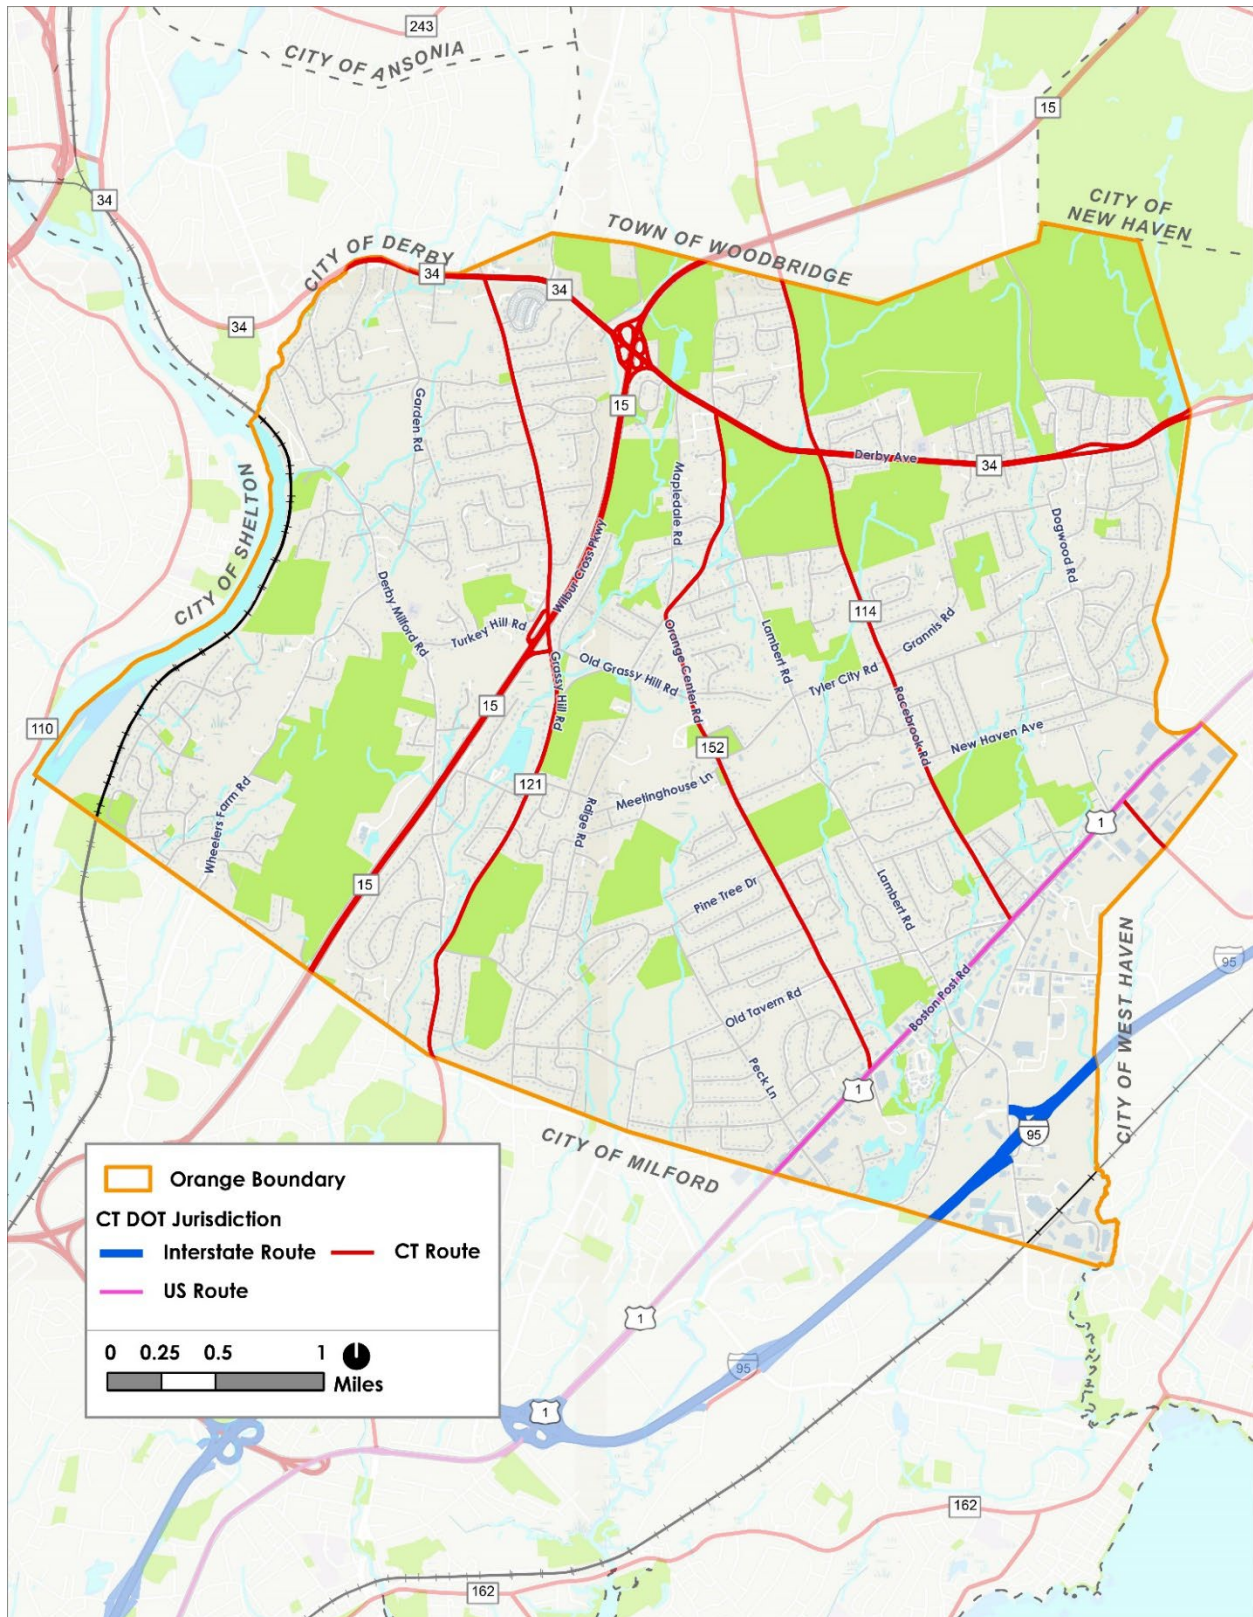 243
CITY OF ANSONIA
15
34
CITY OF
NEW HAVEN
TOWN OF WOODBRIDGE
CITY OF DERBY
34
34
34
15
Garden Rd
Derby Ave
34
Mapledale Rd
CITY OF SHELTON
Dogwood Rd
Wilbur Cross Pkwy
Derby Milford Rd
Turkey Hill Rd
114
Grannis Rd
Lambert Rd
Orange Center Rd
Old Grassy Hill Rd
Grassy Hill Rd
Tyler City Rd
Racebrook Rd
15
110
152
New Haven Ave
121
Meetinghouse Ln
Ridge Rd
Wheelers Farm Rd
1
15
Pine Tree Dr
Lambert Rd
95
CITY OF WEST HAVEN
Boston Post Rd
Old Tavern Rd
Peck Ln
1
95
CITY OF MILFORD
Orange Boundary
CT DOT Jurisdiction
Interstate Route
CT Route
US Route
0 0.25 0.5 1
Miles
1
95
1
162
162